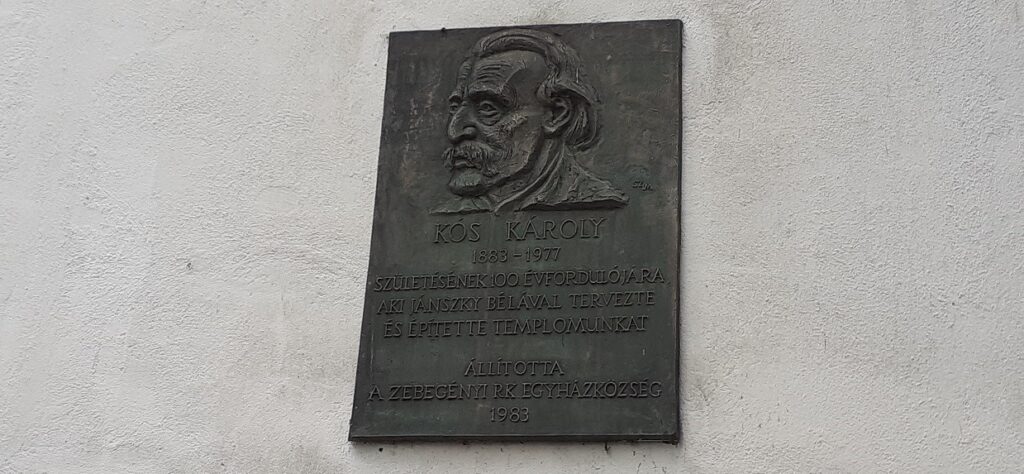 KÓS KÁROLY
1883-1977
SZÜLETÉSÉNEK 100 ÉVFORDULÓJÁRA
AKI JÁNSZKY BÉLÁVAL TERVEZTE
ÉS ÉPÍTETTE TEMPLOMUNKAT
ÁLLÍTOTTA
A ZEBEGÉNYI RK EGYHÁZKÖZSÉG
1983